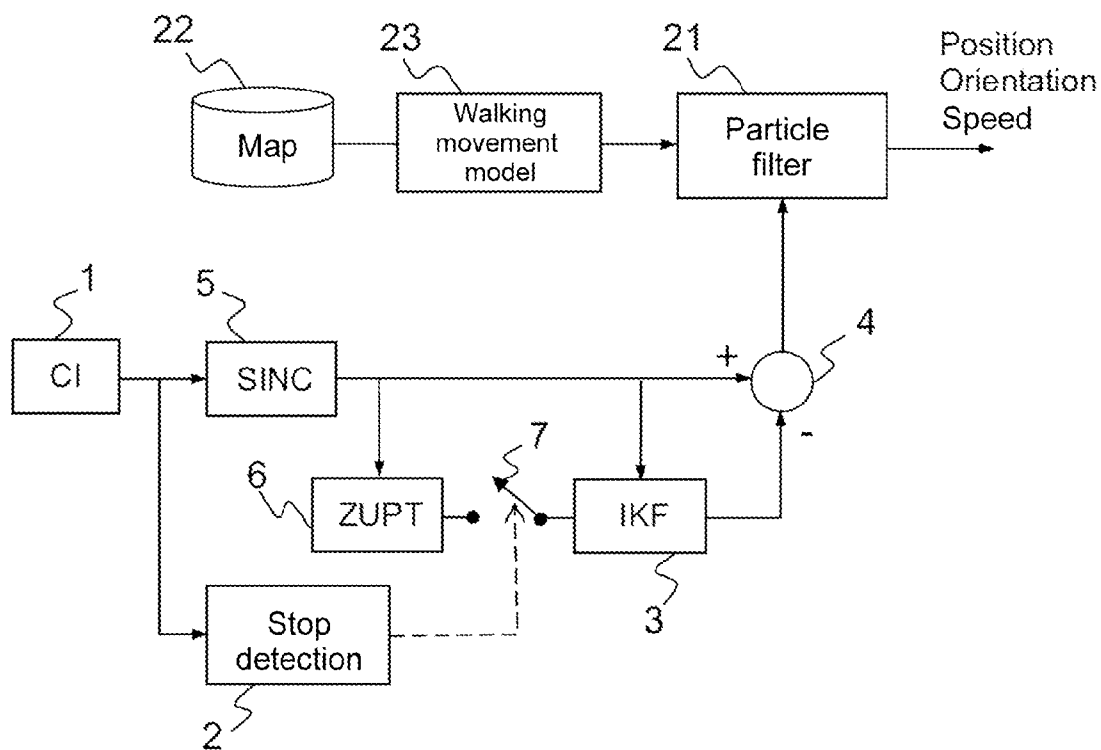 22
23
21
Position
Orientation
Speed
Map
Walking
movement
model
Particle
filter
1
5
4
CI
SINC
+
-
6
7
ZUPT
IKF
3
Stop
detection
2